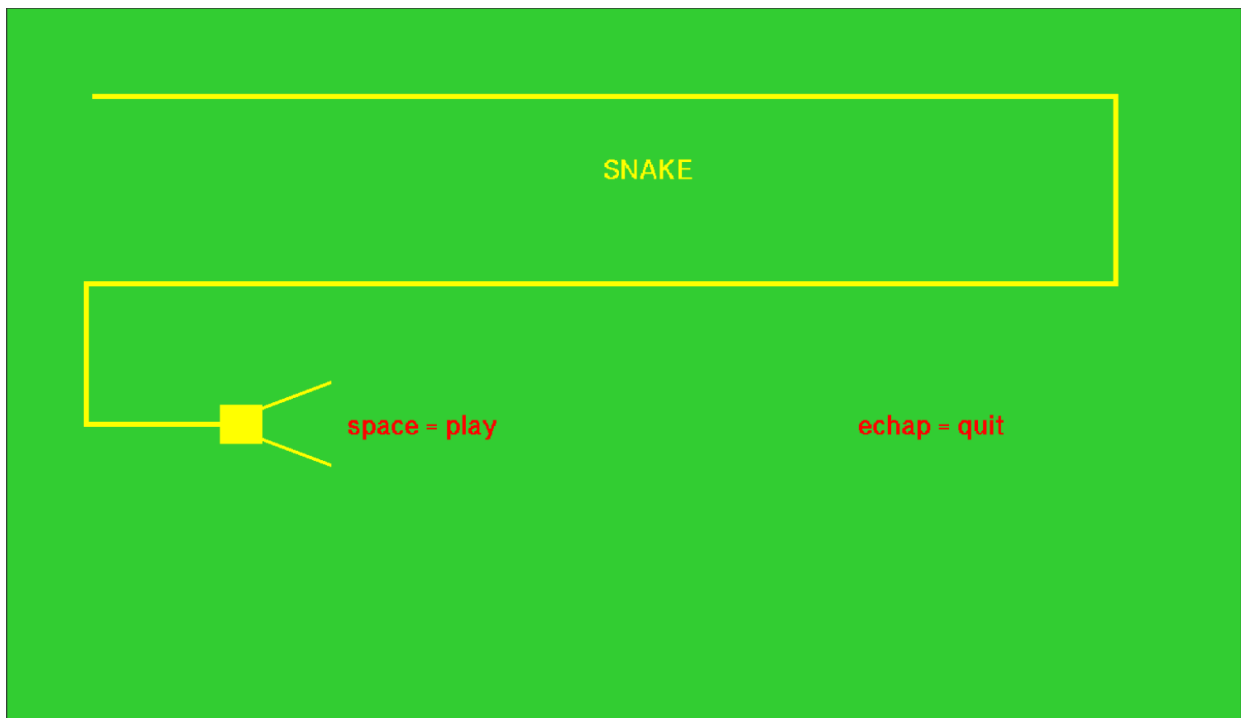 SNAKE
space = play
echap = quit